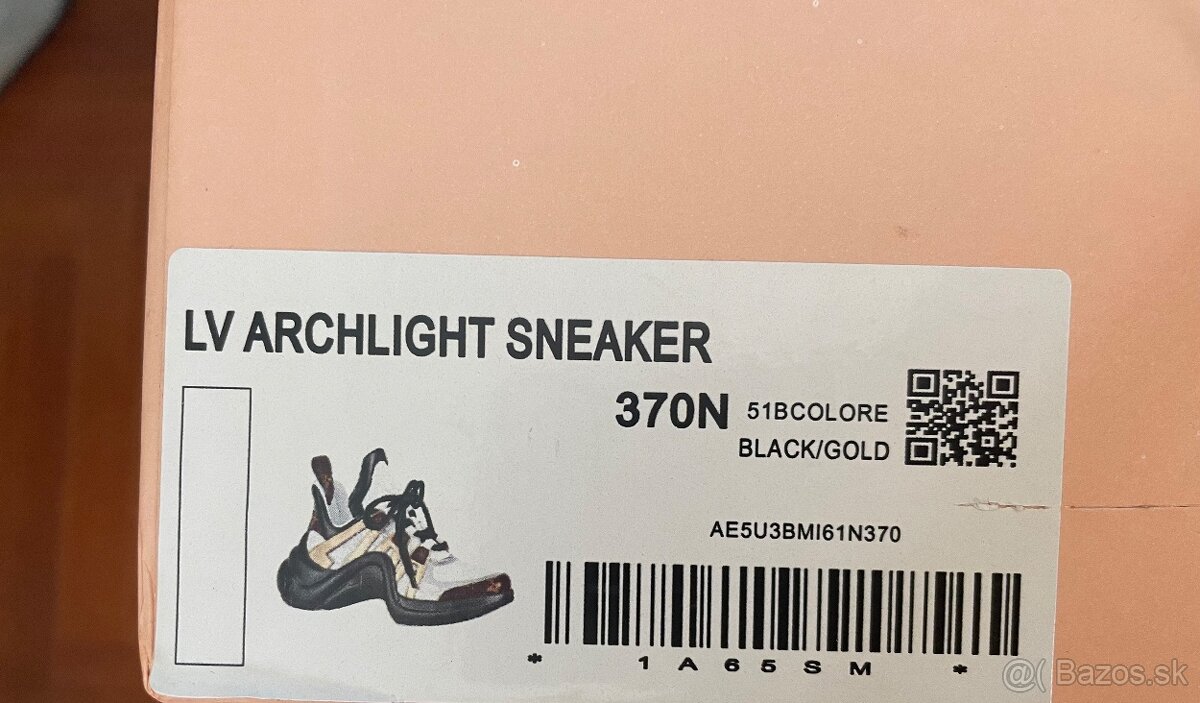 LV ARCHLIGHT SNEAKER
370N 51BCOLORE
BLACK/GOLD
AE5U3BMI61N370
* 1A65SM *
@( Bazos.sk